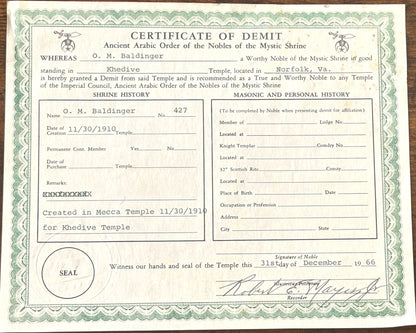 CERTIFICATE OF DEMIT
Ancient Arabic Order of the Nobles of the Mystic Shrine
WHEREAS O. M. Baldinger a Worthy Noble of the Mystic Shrine in good
standing in Khedive Temple, located in Norfolk, Va.
is hereby granted a Demit from said Temple and is recommended as a True and Worthy Noble to any Temple
of the Imperial Council, Ancient Arabic Order of the Nobles of the Mystic Shrine
SHRINE HISTORY
Name O. M. Baldinger No. 427
Date of Creation 11/30/1910 Temple
Permanent Cont. Member Yes No
Date of Purchase Temple
Remarks:
Created in Mecca Temple 11/30/1910
for Khedive Temple
MASONIC AND PERSONAL HISTORY
(To be completed by Noble when presenting demit for affiliation)
Member of Lodge No.
Located at
Knight Templar Comdry No.
Located at
32° Scottish Rite Consty.
Located at
Place of Birth Date
Occupation or Profession
Address
City State
Signature of Noble
SEAL
Witness our hands and seal of the Temple this 31st day of December 19 66
Robert E.
Recorder